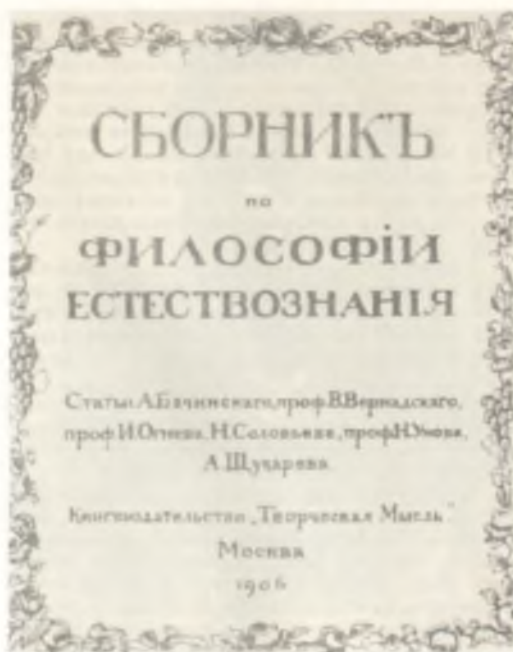 СБОРНИКЪ
по
ФИЛОСОФІИ
ЕСТЕСТВОЗНАНІЯ
Статьи А.Бачинскаго, проф.В.Вернадскаго,
проф.И.Огнева, Н.Соловьева, проф.Н.Умова,
А.Щукарева
Книгоиздательство „Творческая Мысль“.
Москва
1906